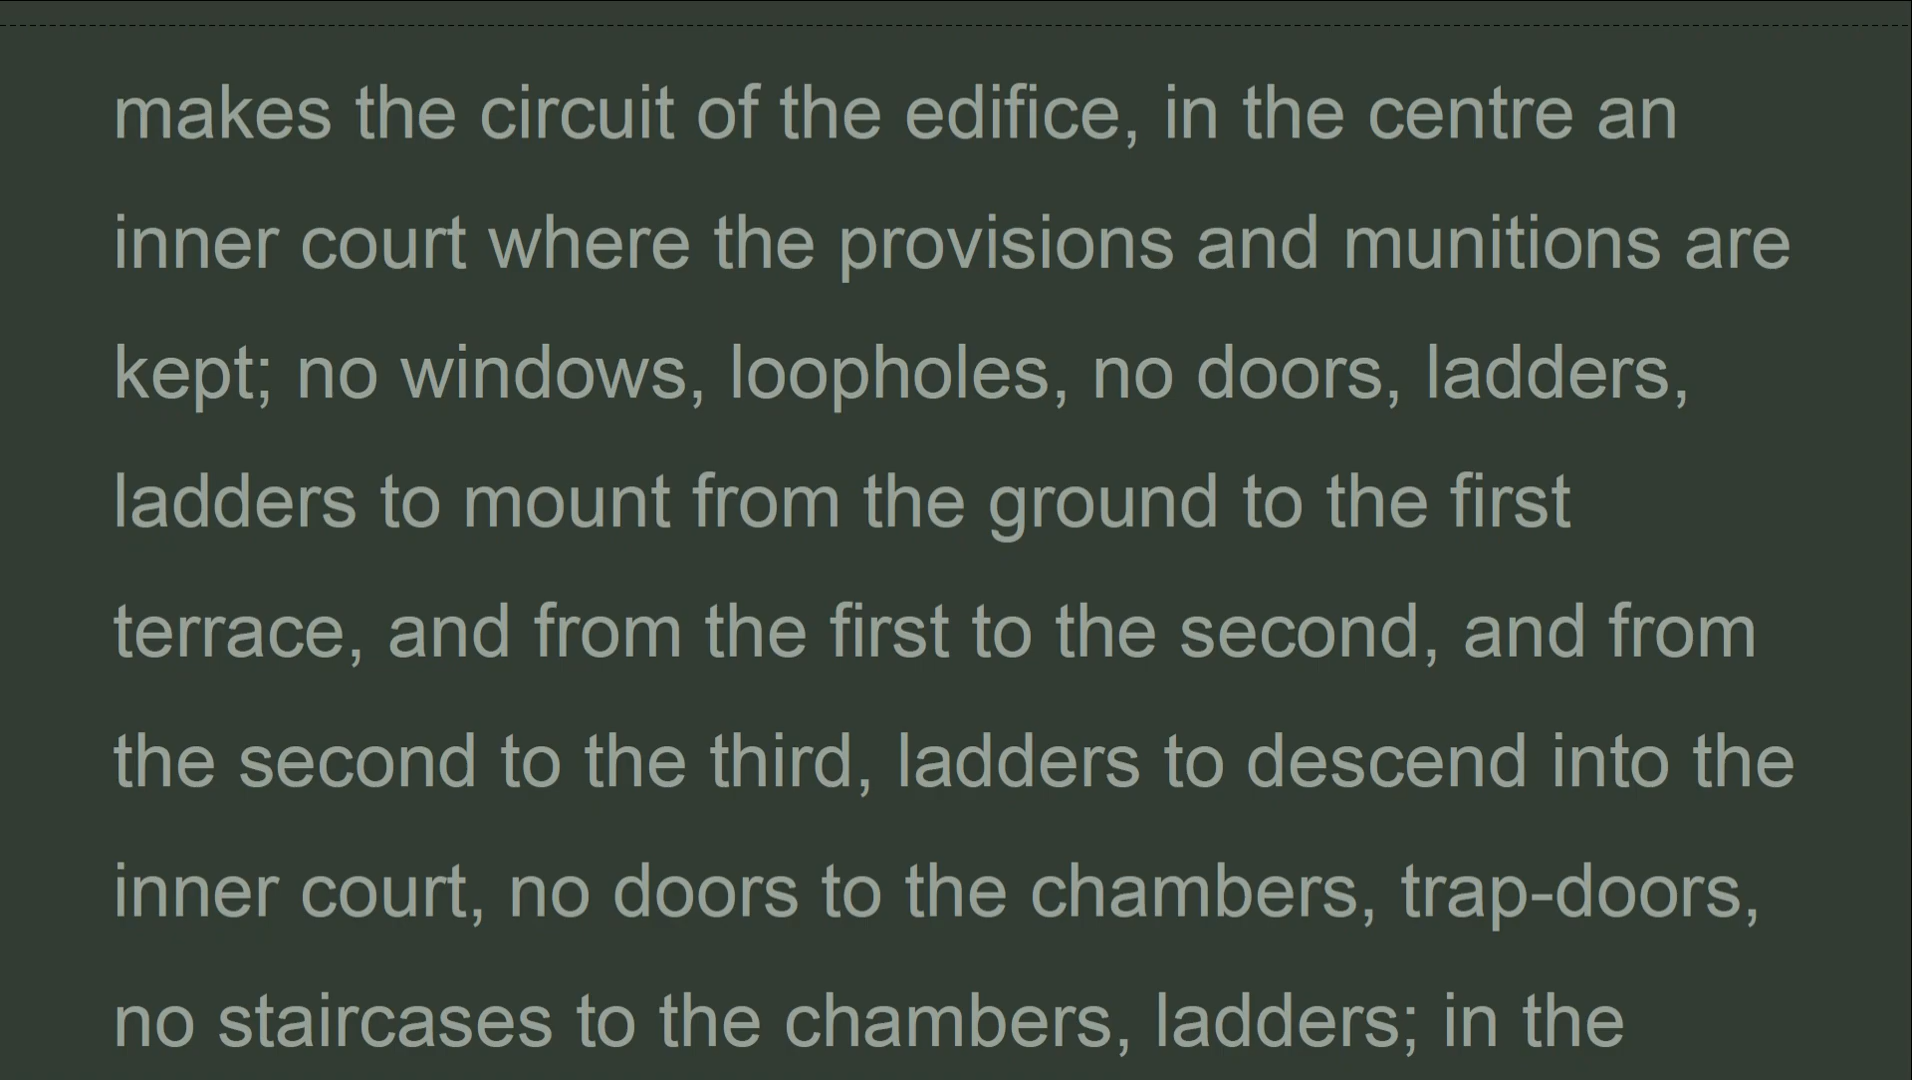 makes the circuit of the edifice, in the centre an
inner court where the provisions and munitions are
kept; no windows, loopholes, no doors, ladders,
ladders to mount from the ground to the first
terrace, and from the first to the second, and from
the second to the third, ladders to descend into the
inner court, no doors to the chambers, trap-doors,
no staircases to the chambers, ladders; in the